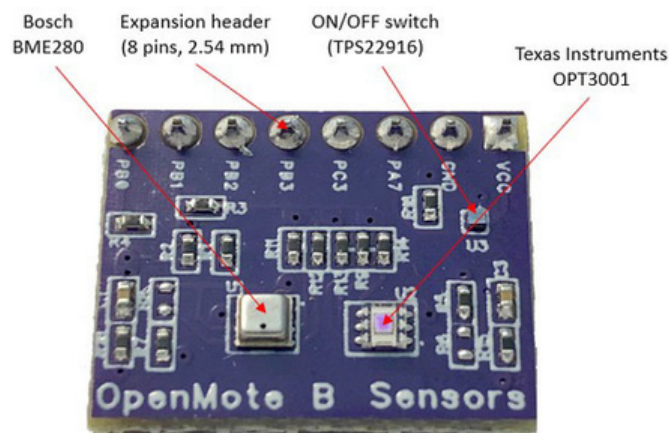 Bosch
BME280
Expansion header
(8 pins, 2.54 mm)
ON/OFF switch
(TPS22916)
Texas Instruments
OPT3001
PB0
PB1
PB2
PB3
PC3
PA7
GND
VCC
R3
R4
R11
U3
OpenMote B Sensors